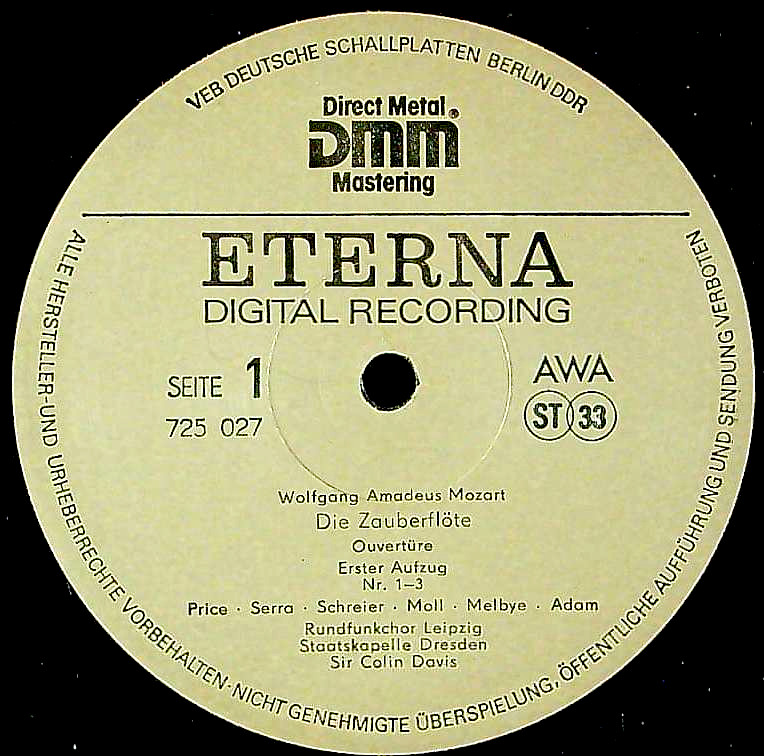 VEB DEUTSCHE SCHALLPLATTEN BERLIN DDR
Direct Metal®
DMM
Mastering
ETERNA
DIGITAL RECORDING
SEITE 1
725 027
AWA
ST 33
Wolfgang Amadeus Mozart
Die Zauberflöte
Ouvertüre
Erster Aufzug
Nr. 1–3
Price · Serra · Schreier · Moll · Melbye · Adam
Rundfunkchor Leipzig
Staatskapelle Dresden
Sir Colin Davis
ALLE HERSTELLER-UND URHEBERRECHTE VORBEHALTEN-NICHT GENEHMIGTE ÜBERSPIELUNG, ÖFFENTLICHE AUFFÜHRUNG UND SENDUNG VERBOTEN